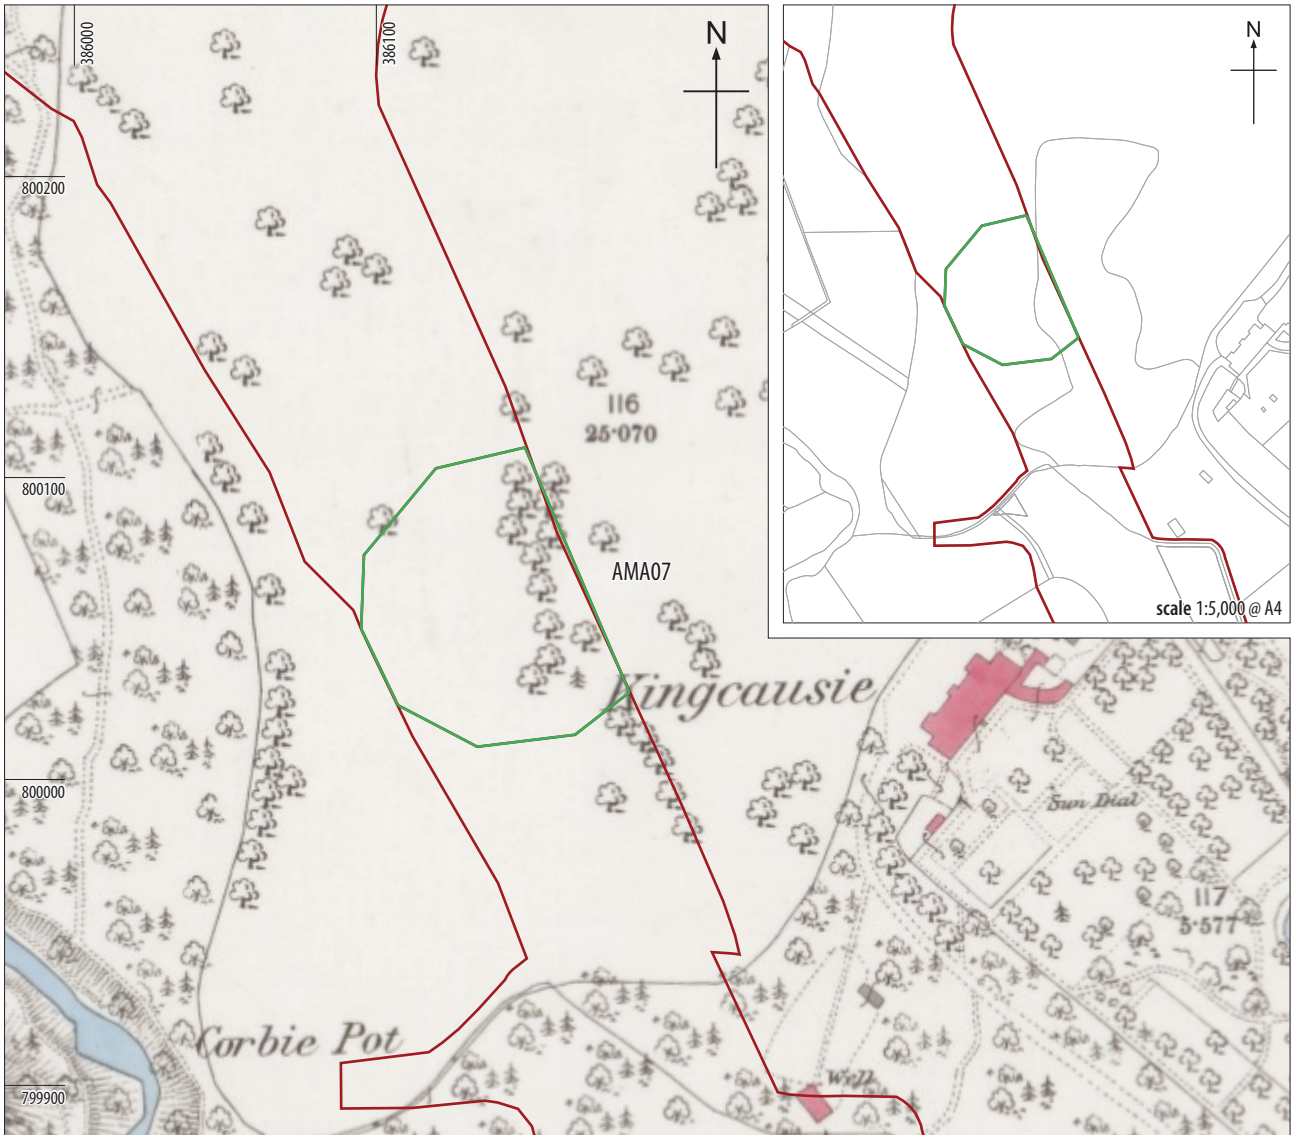 386000
386100
N
N
800200
116
25·070
800100
AMA07
scale 1:5,000 @ A4
Kingcausie
800000
Sun Dial
117
5·577
Corbie Pot
Well
799900